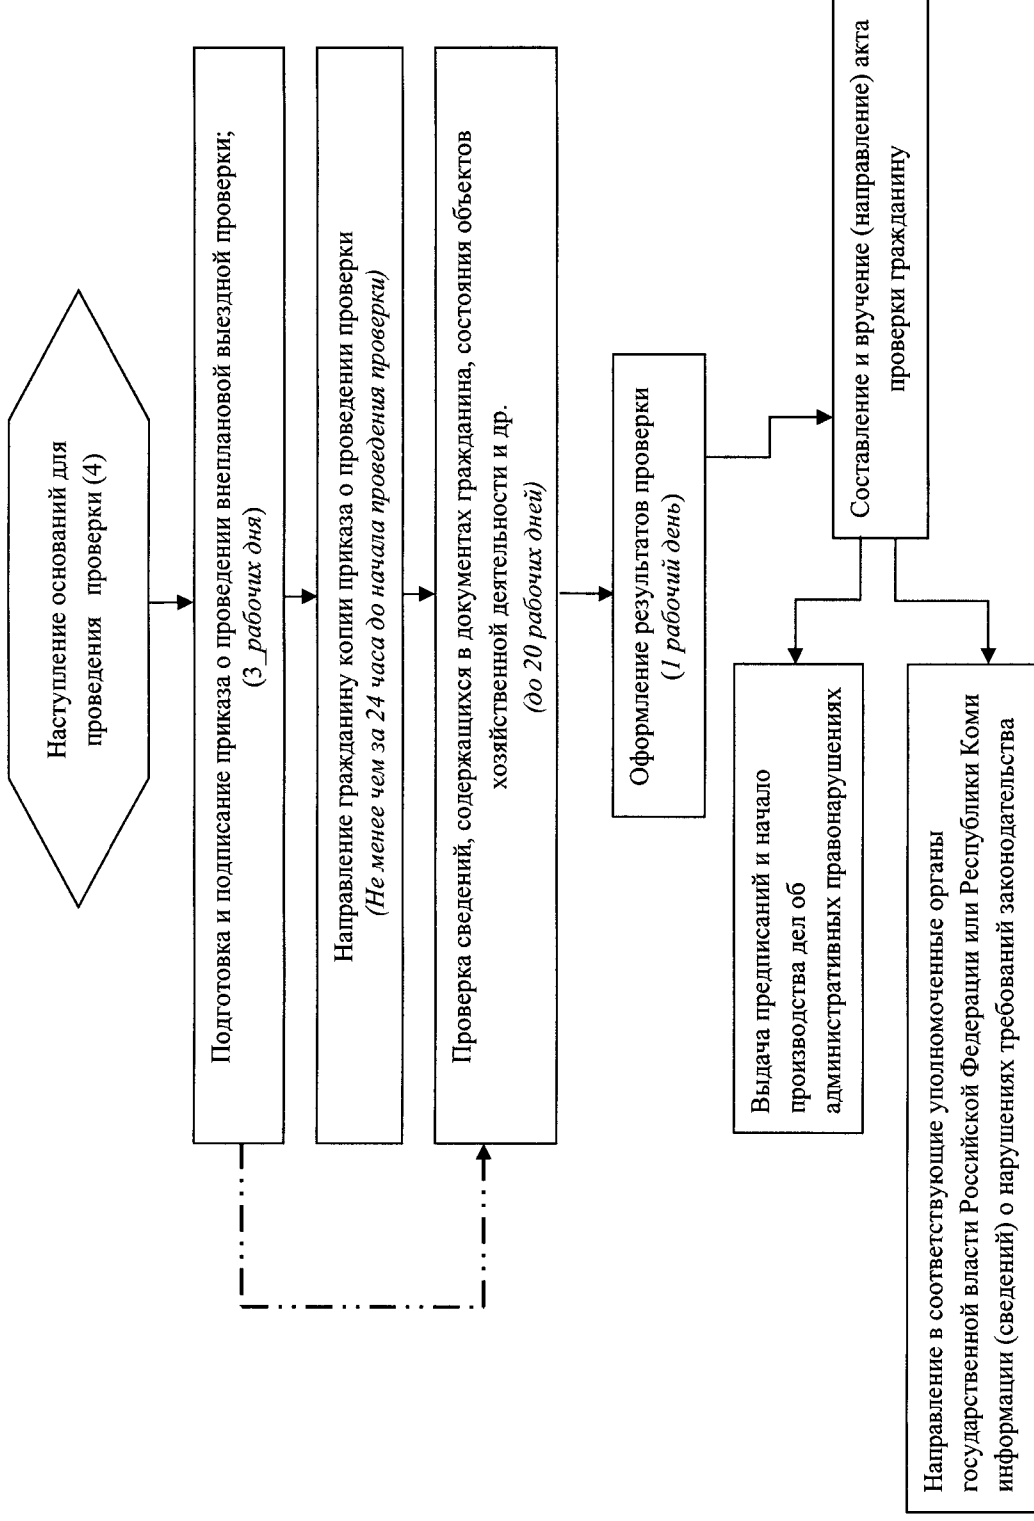 Наступление оснований для
проведения проверки (4)
Подготовка и подписание приказа о проведении внеплановой выездной проверки;
(3_рабочих дня)
Направление гражданину копии приказа о проведении проверки
(Не менее чем за 24 часа до начала проведения проверки)
Проверка сведений, содержащихся в документах гражданина, состояния объектов
хозяйственной деятельности и др.
(до 20 рабочих дней)
Оформление результатов проверки
(1 рабочий день)
Составление и вручение (направление) акта
проверки гражданину
Выдача предписаний и начало
производства дел об
административных правонарушениях
Направление в соответствующие уполномоченные органы
государственной власти Российской Федерации или Республики Коми
информации (сведений) о нарушениях требований законодательства